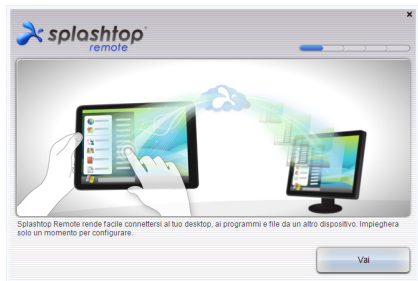 splashtop
remote
Splashtop Remote rende facile connettersi al tuo desktop, ai programmi e file da un altro dispositivo. Impieghera
solo un momento per configurare.
Vai